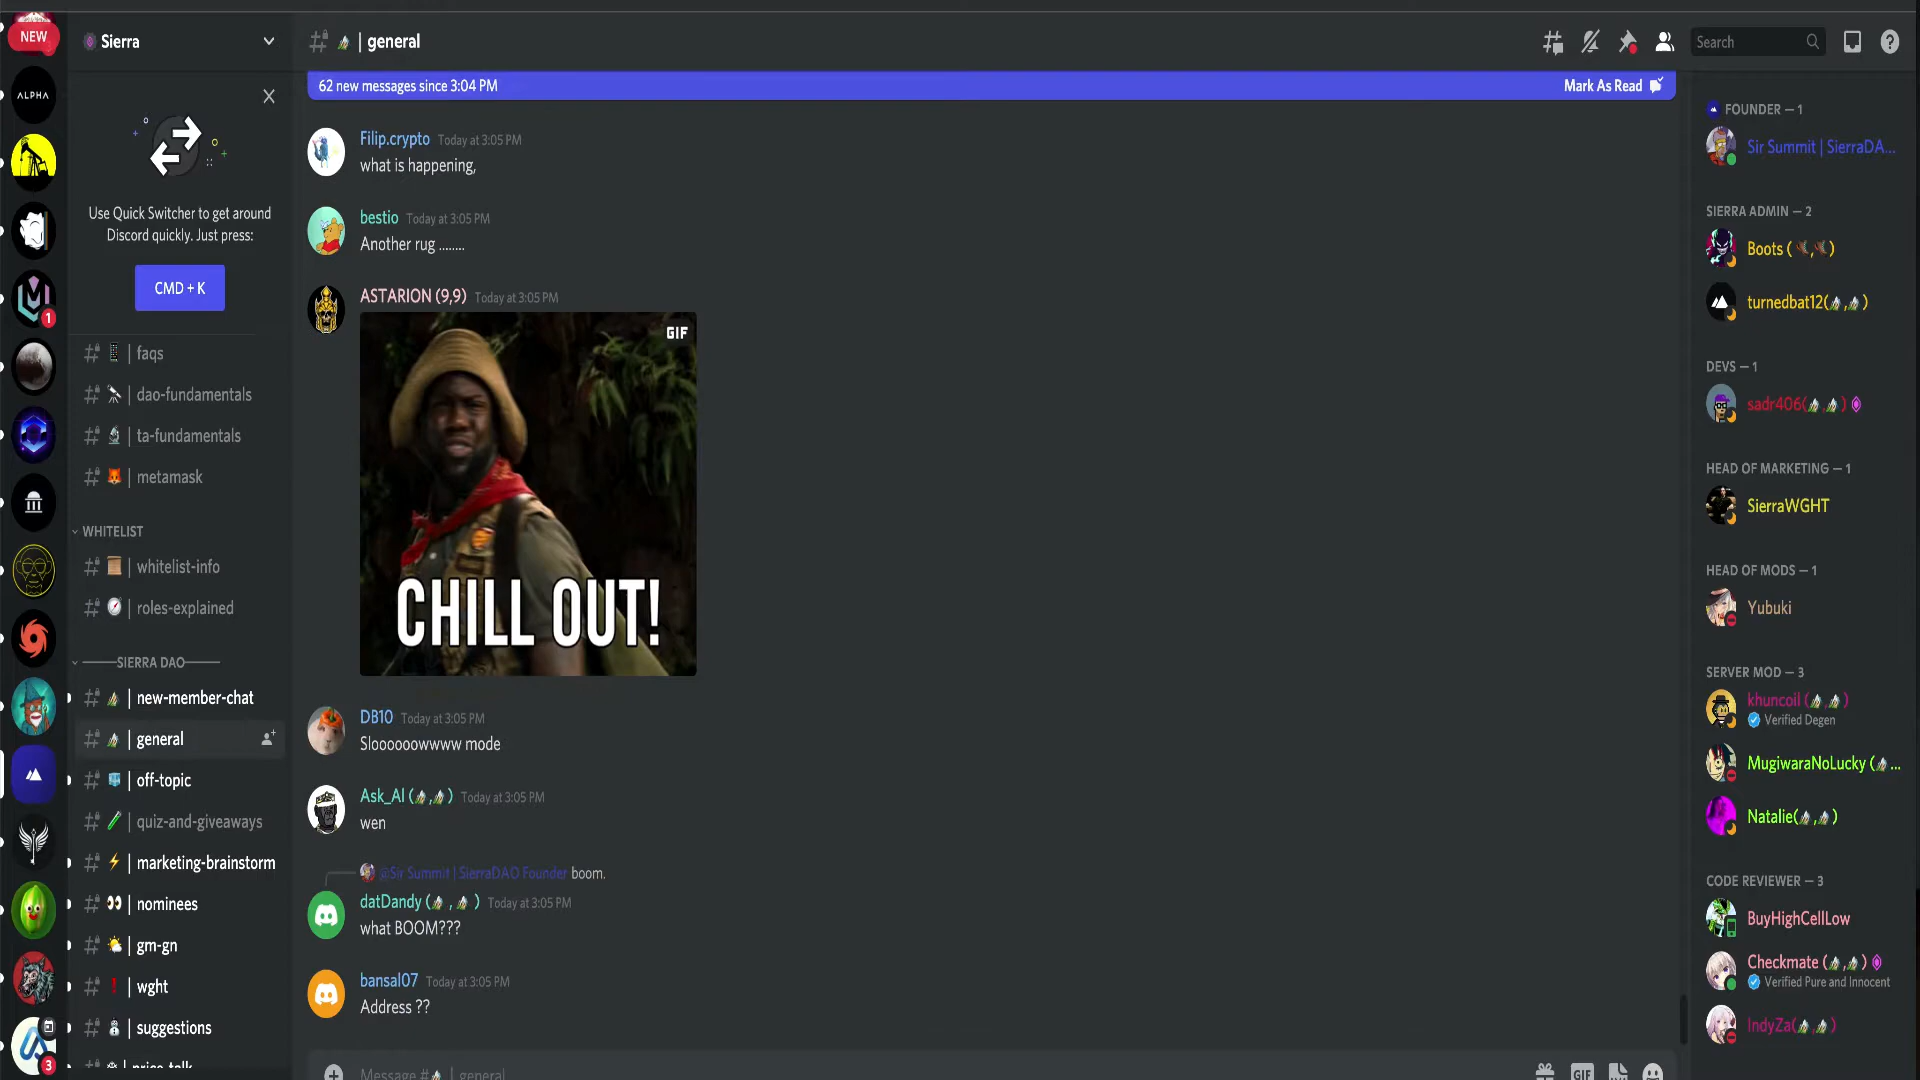 NEW
Sierra
| general
Search
62 new messages since 3:04 PM
Mark As Read
ALPHA
Use Quick Switcher to get around
Discord quickly. Just press:
CMD + K
| faqs
| dao-fundamentals
| ta-fundamentals
| metamask
WHITELIST
| whitelist-info
| roles-explained
SIERRA DAO
| new-member-chat
| general
| off-topic
| quiz-and-giveaways
| marketing-brainstorm
| nominees
| gm-gn
| wght
| suggestions
| price-talk
1
3
Filip.crypto Today at 3:05 PM
what is happening,
bestio Today at 3:05 PM
Another rug ........
ASTARION (9,9) Today at 3:05 PM
GIF
CHILL OUT!
DB10 Today at 3:05 PM
Sloooooowwww mode
Ask_Al ( , ) Today at 3:05 PM
wen
@Sir Summit | SierraDAO Founder boom.
datDandy ( , ) Today at 3:05 PM
what BOOM???
bansal07 Today at 3:05 PM
Address ??
Message # | general
GIF
FOUNDER — 1
Sir Summit | SierraDA...
SIERRA ADMIN — 2
Boots ( , )
turnedbat12( , )
DEVS — 1
sadr406( , )
HEAD OF MARKETING — 1
SierraWGHT
HEAD OF MODS — 1
Yubuki
SERVER MOD — 3
khuncoil ( , )
Verified Degen
MugiwaraNoLucky ( ...
Natalie( , )
CODE REVIEWER — 3
BuyHighCellLow
Checkmate ( , )
Verified Pure and Innocent
IndyZa( , )